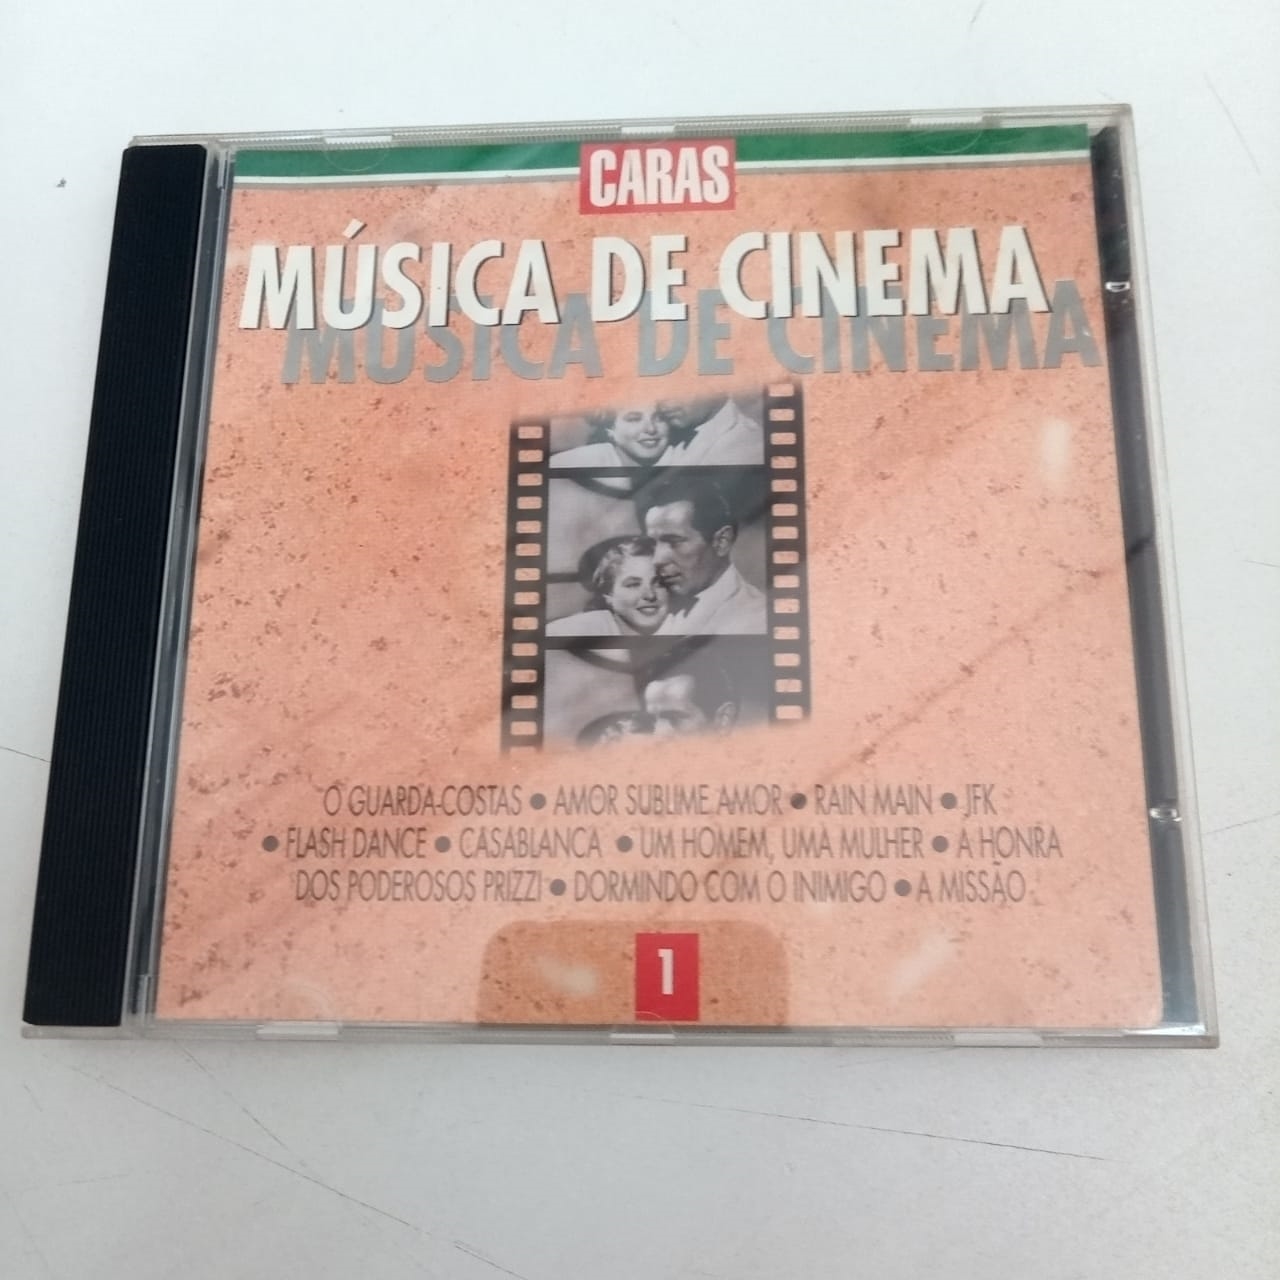 CARAS
MÚSICA DE CINEMA
MUSICA DE CINEMA
O GUARDA-COSTAS • AMOR SUBLIME AMOR • RAIN MAIN • JFK
• FLASH DANCE • CASABLANCA • UM HOMEM, UMA MULHER • A HONRA
DOS PODEROSOS PRIZZI • DORMINDO COM O INIMIGO • A MISSÃO
1